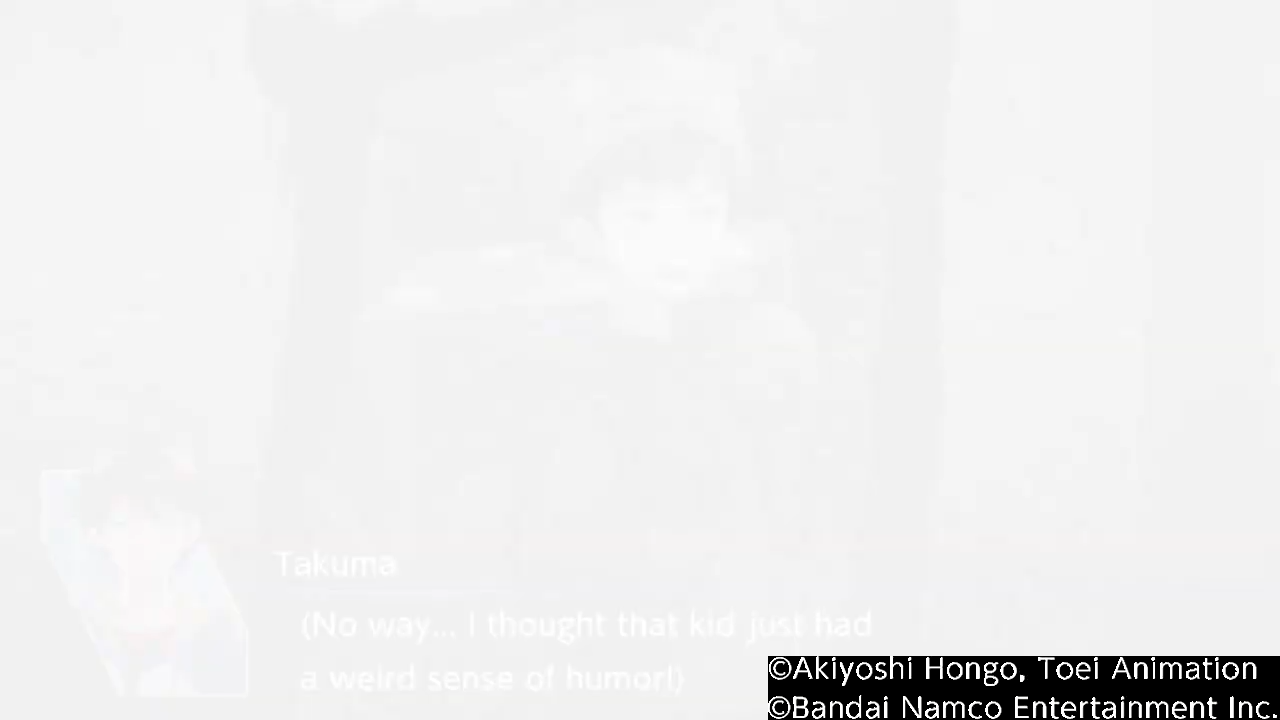 Takuma
(No way... I thought that kid just had
a weird sense of humor!)
©Akiyoshi Hongo, Toei Animation
©Bandai Namco Entertainment Inc.